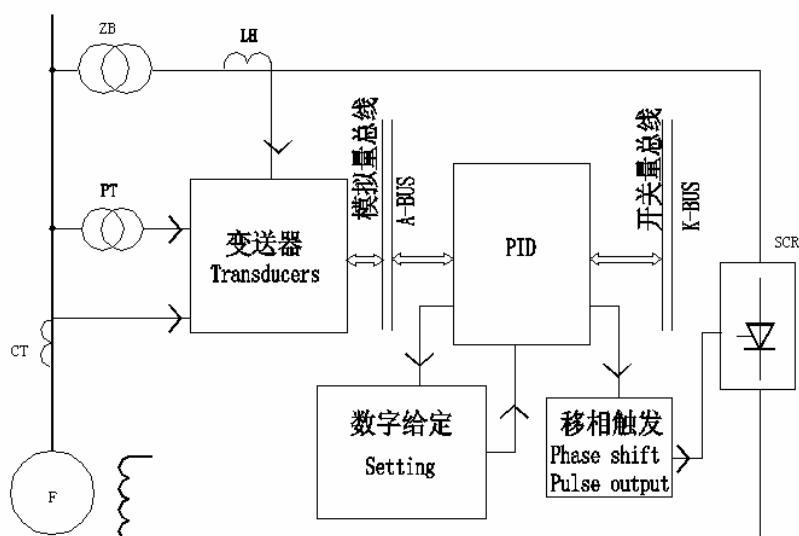 ZB
LH
模拟量总线
A-BUS
开关量总线
K-BUS
PT
变送器
Transducers
PID
SCR
CT
数字给定
Setting
移相触发
Phase shift
Pulse output
F